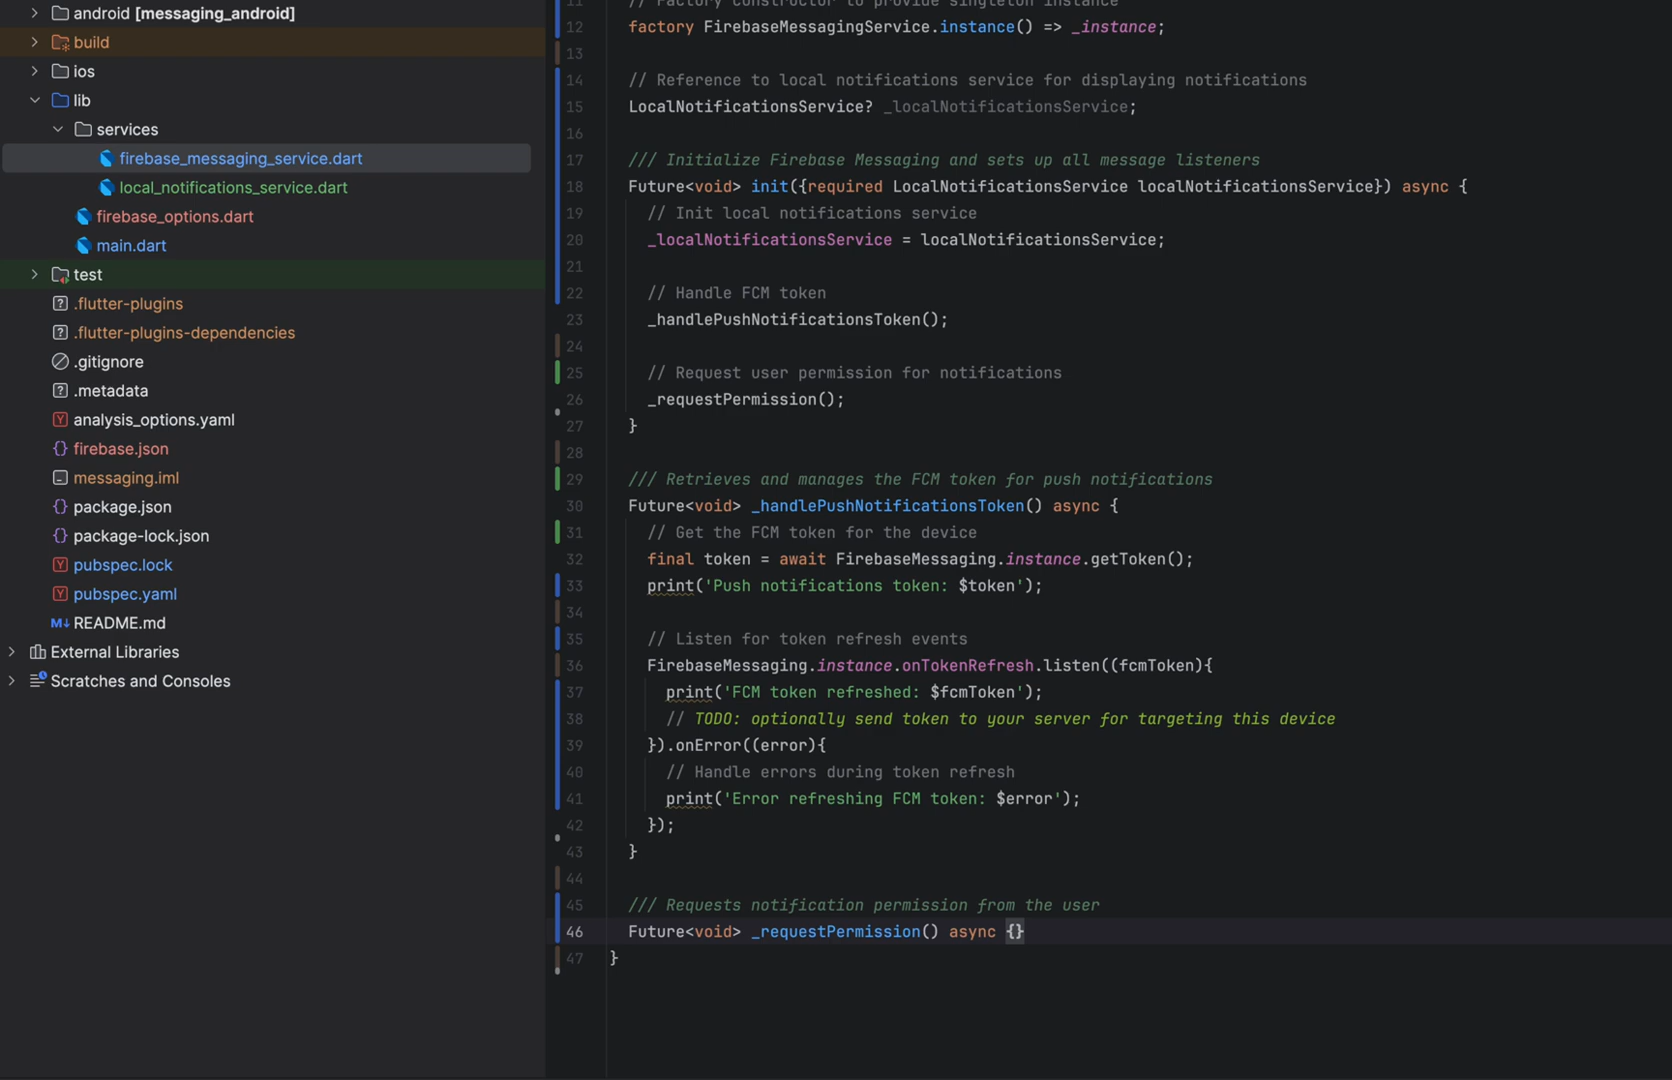 android [messaging_android]
build
ios
lib
services
firebase_messaging_service.dart
local_notifications_service.dart
firebase_options.dart
main.dart
test
.flutter-plugins
.flutter-plugins-dependencies
.gitignore
.metadata
analysis_options.yaml
firebase.json
messaging.iml
package.json
package-lock.json
pubspec.lock
pubspec.yaml
README.md
External Libraries
Scratches and Consoles
11 // Factory constructor to provide singleton instance
12 factory FirebaseMessagingService.instance() => _instance;
13
14 // Reference to local notifications service for displaying notifications
15 LocalNotificationsService? _localNotificationsService;
16
17 /// Initialize Firebase Messaging and sets up all message listeners
18 Future<void> init({required LocalNotificationsService localNotificationsService}) async {
19 // Init local notifications service
20 _localNotificationsService = localNotificationsService;
21
22 // Handle FCM token
23 _handlePushNotificationsToken();
24
25 // Request user permission for notifications
26 _requestPermission();
27 }
28
29 /// Retrieves and manages the FCM token for push notifications
30 Future<void> _handlePushNotificationsToken() async {
31 // Get the FCM token for the device
32 final token = await FirebaseMessaging.instance.getToken();
33 print('Push notifications token: $token');
34
35 // Listen for token refresh events
36 FirebaseMessaging.instance.onTokenRefresh.listen((fcmToken){
37 print('FCM token refreshed: $fcmToken');
38 // TODO: optionally send token to your server for targeting this device
39 }).onError((error){
40 // Handle errors during token refresh
41 print('Error refreshing FCM token: $error');
42 });
43 }
44
45 /// Requests notification permission from the user
46 Future<void> _requestPermission() async {}
47 }